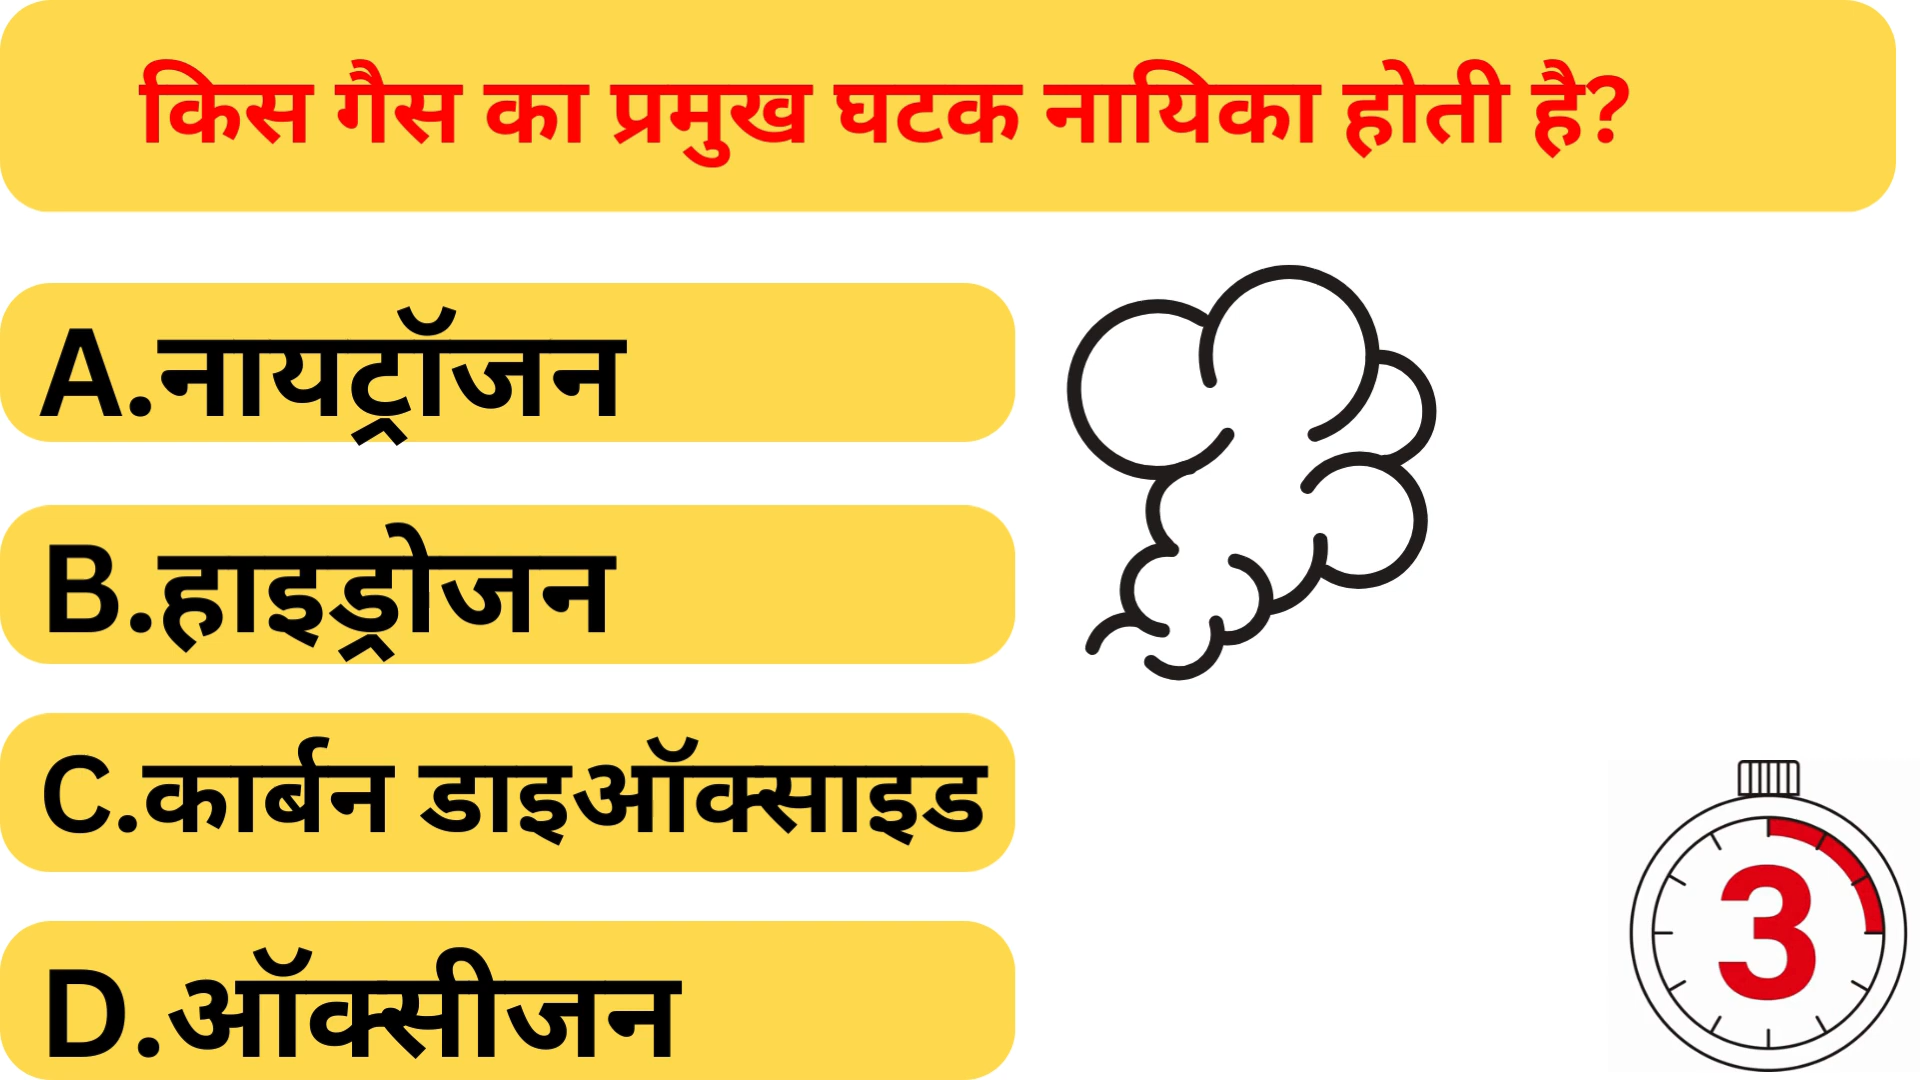 किस गैस का प्रमुख घटक नायिका होती है?
A.नायट्रॉजन
B.हाइड्रोजन
C.कार्बन डाइऑक्साइड
D.ऑक्सीजन
3